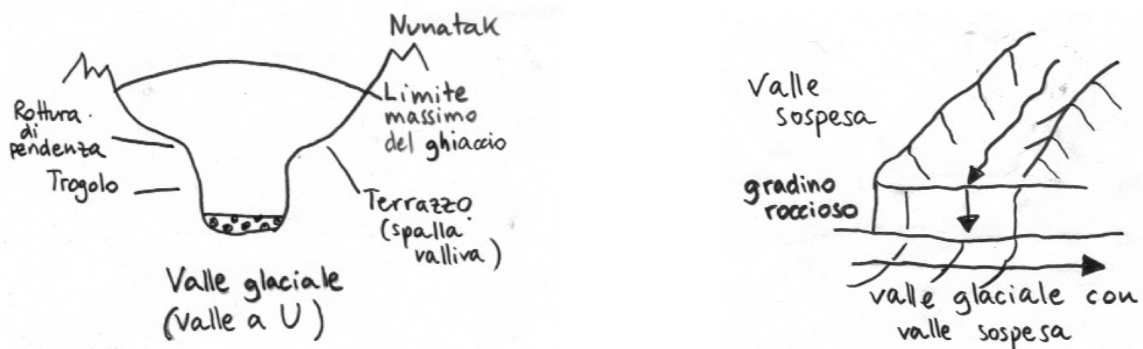 Nunatak
Limite
massimo
del ghiaccio
Rottura
di
pendenza
Trogolo
Terrazzo
(spalla
valliva)
Valle glaciale
(Valle a U)
Valle
sospesa
gradino
roccioso
valle glaciale con
valle sospesa